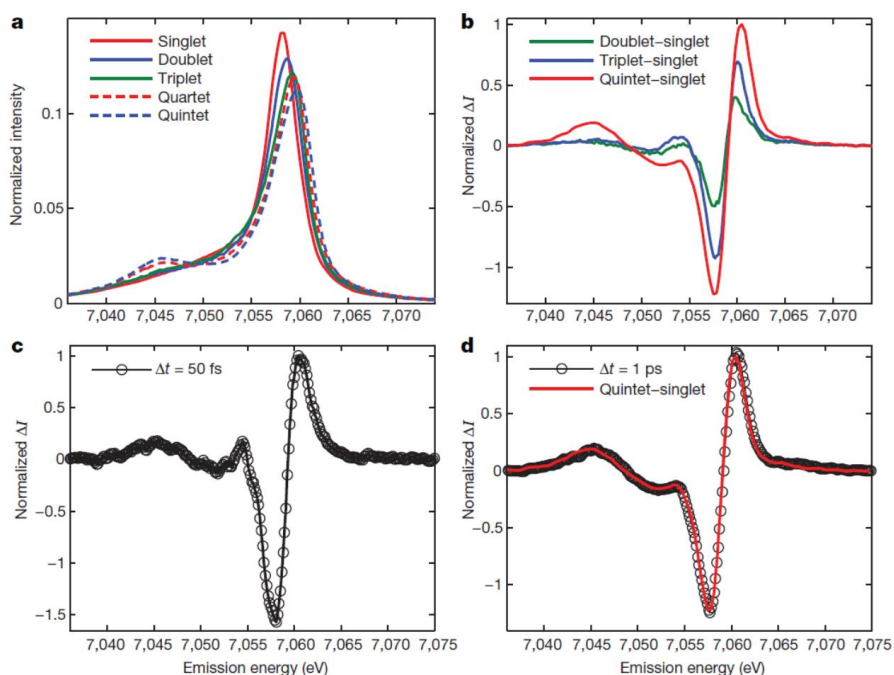 a
Singlet
Doublet
Triplet
Quartet
Quintet
Normalized intensity
0.1
0.05
0
7,040 7,045 7,050 7,055 7,060 7,065 7,070
b
Doublet–singlet
Triplet–singlet
Quintet–singlet
Normalized ΔI
1
0.5
0
−0.5
−1
7,040 7,045 7,050 7,055 7,060 7,065 7,070
c
Δt = 50 fs
Normalized ΔI
1
0.5
0
−0.5
−1
−1.5
7,040 7,045 7,050 7,055 7,060 7,065 7,070 7,075
Emission energy (eV)
d
Δt = 1 ps
Quintet–singlet
Normalized ΔI
1
0.5
0
−0.5
−1
7,040 7,045 7,050 7,055 7,060 7,065 7,070 7,075
Emission energy (eV)